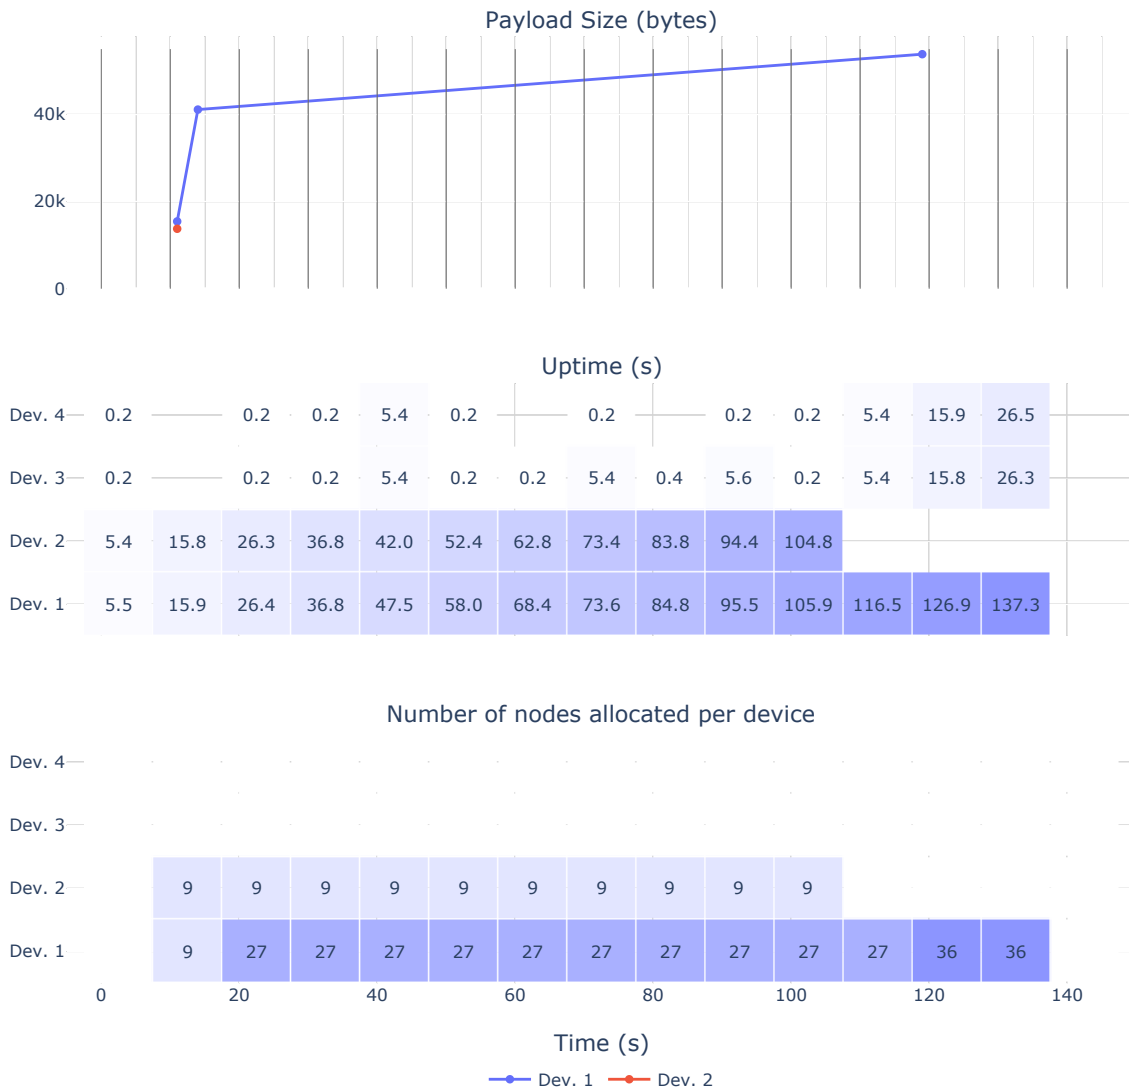 Payload Size (bytes)
40k
20k
0
Uptime (s)
Dev. 4 0.2 0.2 0.2 5.4 0.2 0.2 0.2 0.2 5.4 15.9 26.5
Dev. 3 0.2 0.2 0.2 5.4 0.2 0.2 5.4 0.4 5.6 0.2 5.4 15.8 26.3
Dev. 2 5.4 15.8 26.3 36.8 42.0 52.4 62.8 73.4 83.8 94.4 104.8
Dev. 1 5.5 15.9 26.4 36.8 47.5 58.0 68.4 73.6 84.8 95.5 105.9 116.5 126.9 137.3
Number of nodes allocated per device
Dev. 4
Dev. 3
Dev. 2 9 9 9 9 9 9 9 9 9 9
Dev. 1 9 27 27 27 27 27 27 27 27 27 27 36 36
0 20 40 60 80 100 120 140
Time (s)
Dev. 1 Dev. 2